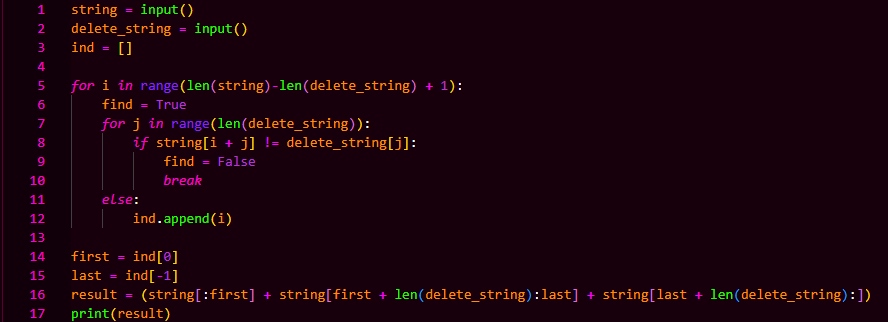 1 string = input()
2 delete_string = input()
3 ind = []
4
5 for i in range(len(string)-len(delete_string) + 1):
6     find = True
7     for j in range(len(delete_string)):
8         if string[i + j] != delete_string[j]:
9             find = False
10             break
11     else:
12         ind.append(i)
13
14 first = ind[0]
15 last = ind[-1]
16 result = (string[:first] + string[first + len(delete_string):last] + string[last + len(delete_string):])
17 print(result)